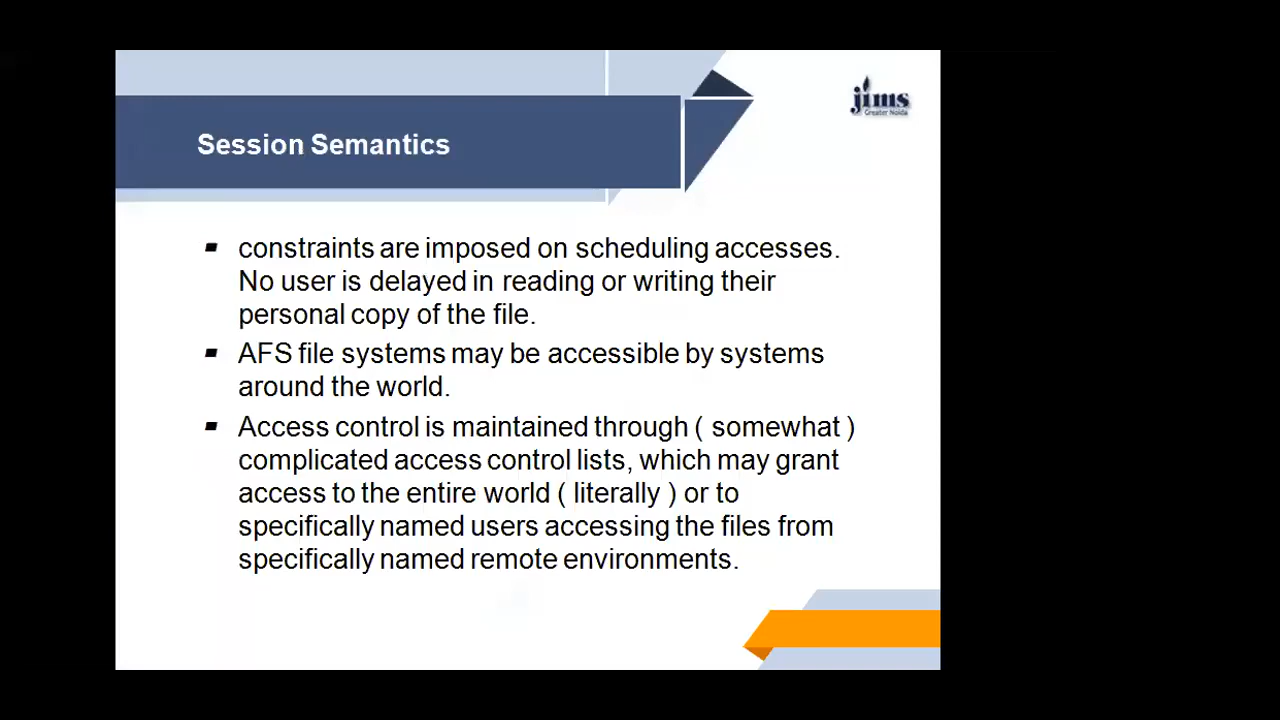 jims
Greater Noida
Session Semantics
constraints are imposed on scheduling accesses.
No user is delayed in reading or writing their
personal copy of the file.
AFS file systems may be accessible by systems
around the world.
Access control is maintained through ( somewhat )
complicated access control lists, which may grant
access to the entire world ( literally ) or to
specifically named users accessing the files from
specifically named remote environments.